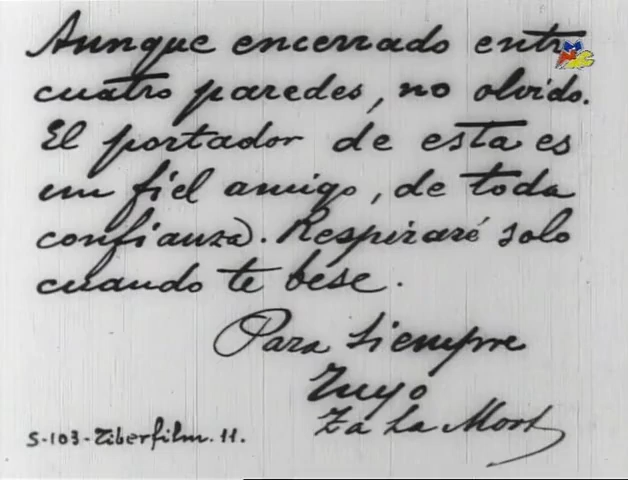 Aunque encerrado entre
cuatro paredes, no olvido.
El portador de esta es
un fiel amigo, de toda
confianza. Respiraré solo
cuando te bese.
Para siempre
Tuyo
Za La Mort
S-103-Tiberfilm. 11.